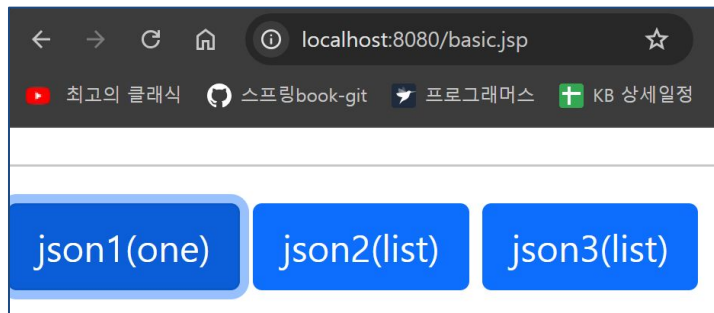 localhost:8080/basic.jsp
최고의 클래식 스프링book-git 프로그래머스 KB 상세일정
json1(one) json2(list) json3(list)